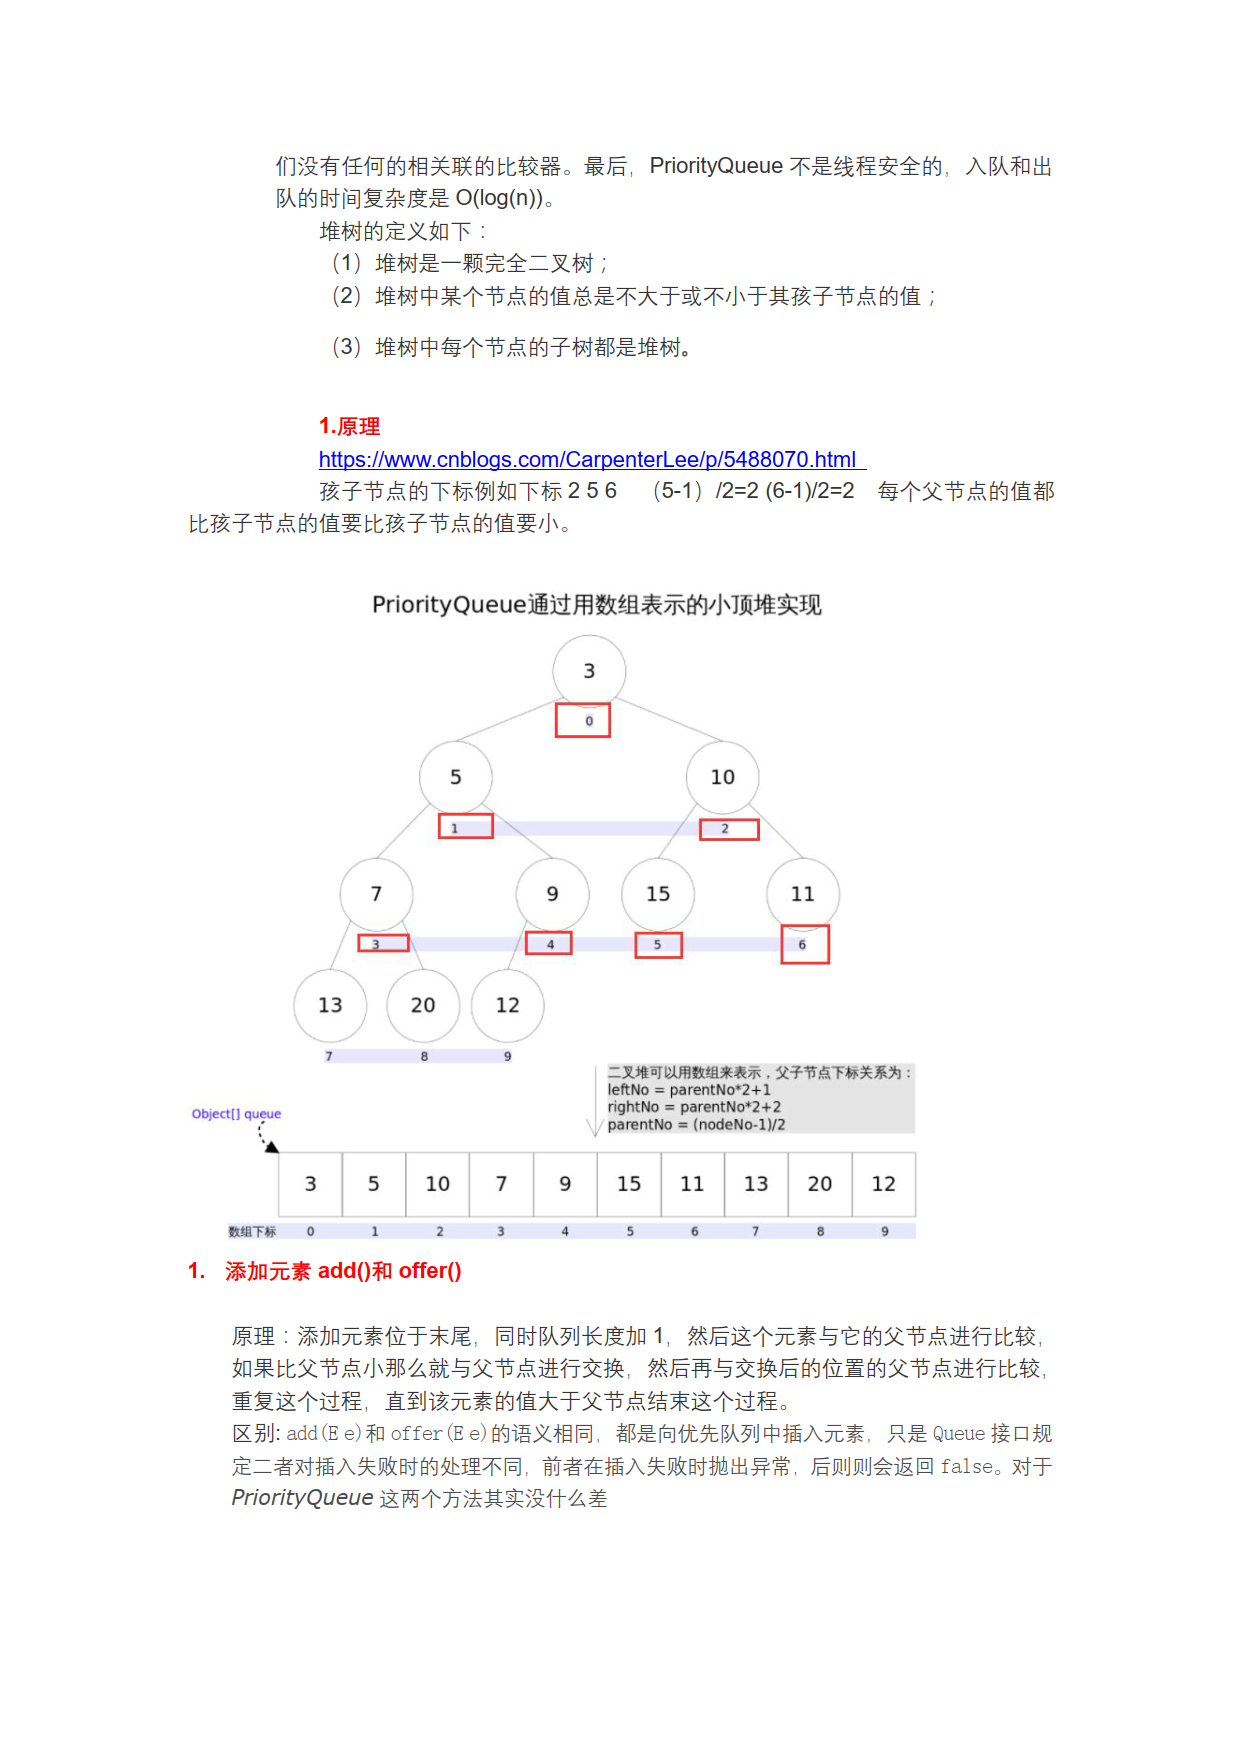 们没有任何的相关联的比较器。最后，PriorityQueue 不是线程安全的，入队和出
队的时间复杂度是 O(log(n))。
堆树的定义如下：
（1）堆树是一颗完全二叉树；
（2）堆树中某个节点的值总是不大于或不小于其孩子节点的值；
（3）堆树中每个节点的子树都是堆树。
1.原理
https://www.cnblogs.com/CarpenterLee/p/5488070.html
孩子节点的下标例如下标 2 5 6 （5-1）/2=2 (6-1)/2=2 每个父节点的值都
比孩子节点的值要比孩子节点的值要小。
PriorityQueue通过用数组表示的小顶堆实现
3
0
5 10
1 2
7 9 15 11
3 4 5 6
13 20 12
7 8 9
二叉堆可以用数组来表示，父子节点下标关系为：
leftNo = parentNo*2+1
rightNo = parentNo*2+2
parentNo = (nodeNo-1)/2
Object[] queue
3 5 10 7 9 15 11 13 20 12
数组下标 0 1 2 3 4 5 6 7 8 9
1. 添加元素 add()和 offer()
原理：添加元素位于末尾，同时队列长度加 1，然后这个元素与它的父节点进行比较，
如果比父节点小那么就与父节点进行交换，然后再与交换后的位置的父节点进行比较，
重复这个过程，直到该元素的值大于父节点结束这个过程。
区别: add(E e)和 offer(E e)的语义相同，都是向优先队列中插入元素，只是 Queue 接口规
定二者对插入失败时的处理不同，前者在插入失败时抛出异常，后则则会返回 false。对于
PriorityQueue 这两个方法其实没什么差